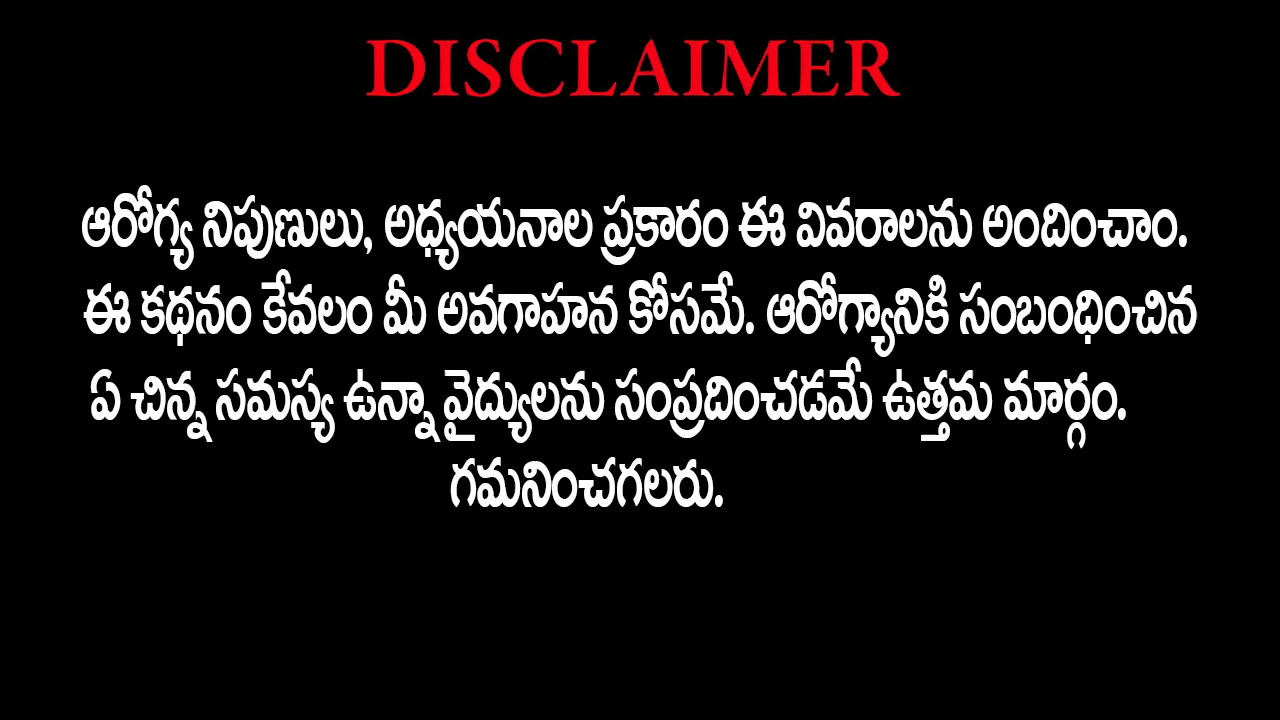 DISCLAIMER
ఆరోగ్య నిపుణులు, అధ్యయనాల ప్రకారం ఈ వివరాలను అందించాం.
ఈ కథనం కేవలం మీ అవగాహన కోసమే. ఆరోగ్యానికి సంబంధించిన
ఏ చిన్న సమస్య ఉన్నా వైద్యులను సంప్రదించడమే ఉత్తమ మార్గం.
గమనించగలరు.